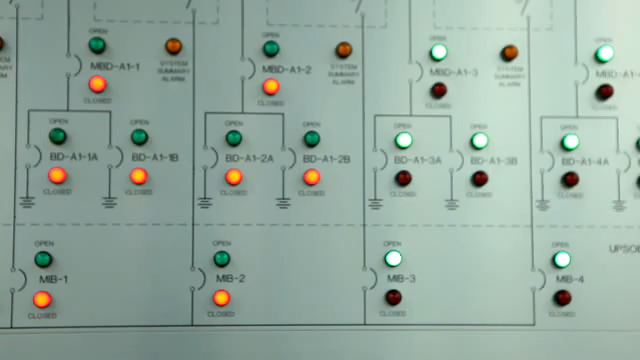 OPEN OPEN OPEN OPEN
MBD-A1-1 MBD-A1-2 MBD-A1-3 MBD-A1-
SYSTEM SUMMARY ALARM SYSTEM SUMMARY ALARM SYSTEM SUMMARY ALARM
CLOSED CLOSED CLOSED CLOSED
OPEN OPEN OPEN OPEN OPEN OPEN OPEN
BD-A1-1A BD-A1-1B BD-A1-2A BD-A1-2B BD-A1-3A BD-A1-3B BD-A1-4A
CLOSED CLOSED CLOSED CLOSED CLOSED CLOSED CLOSED
OPEN OPEN OPEN OPEN
MIB-1 MIB-2 MIB-3 MIB-4
CLOSED CLOSED CLOSED CLOSED